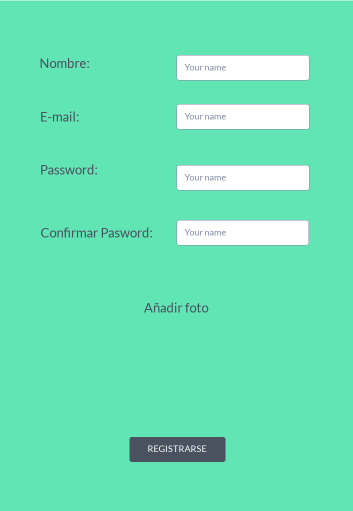 Nombre: Your name
E-mail: Your name
Password: Your name
Confirmar Pasword: Your name
Añadir foto
REGISTRARSE